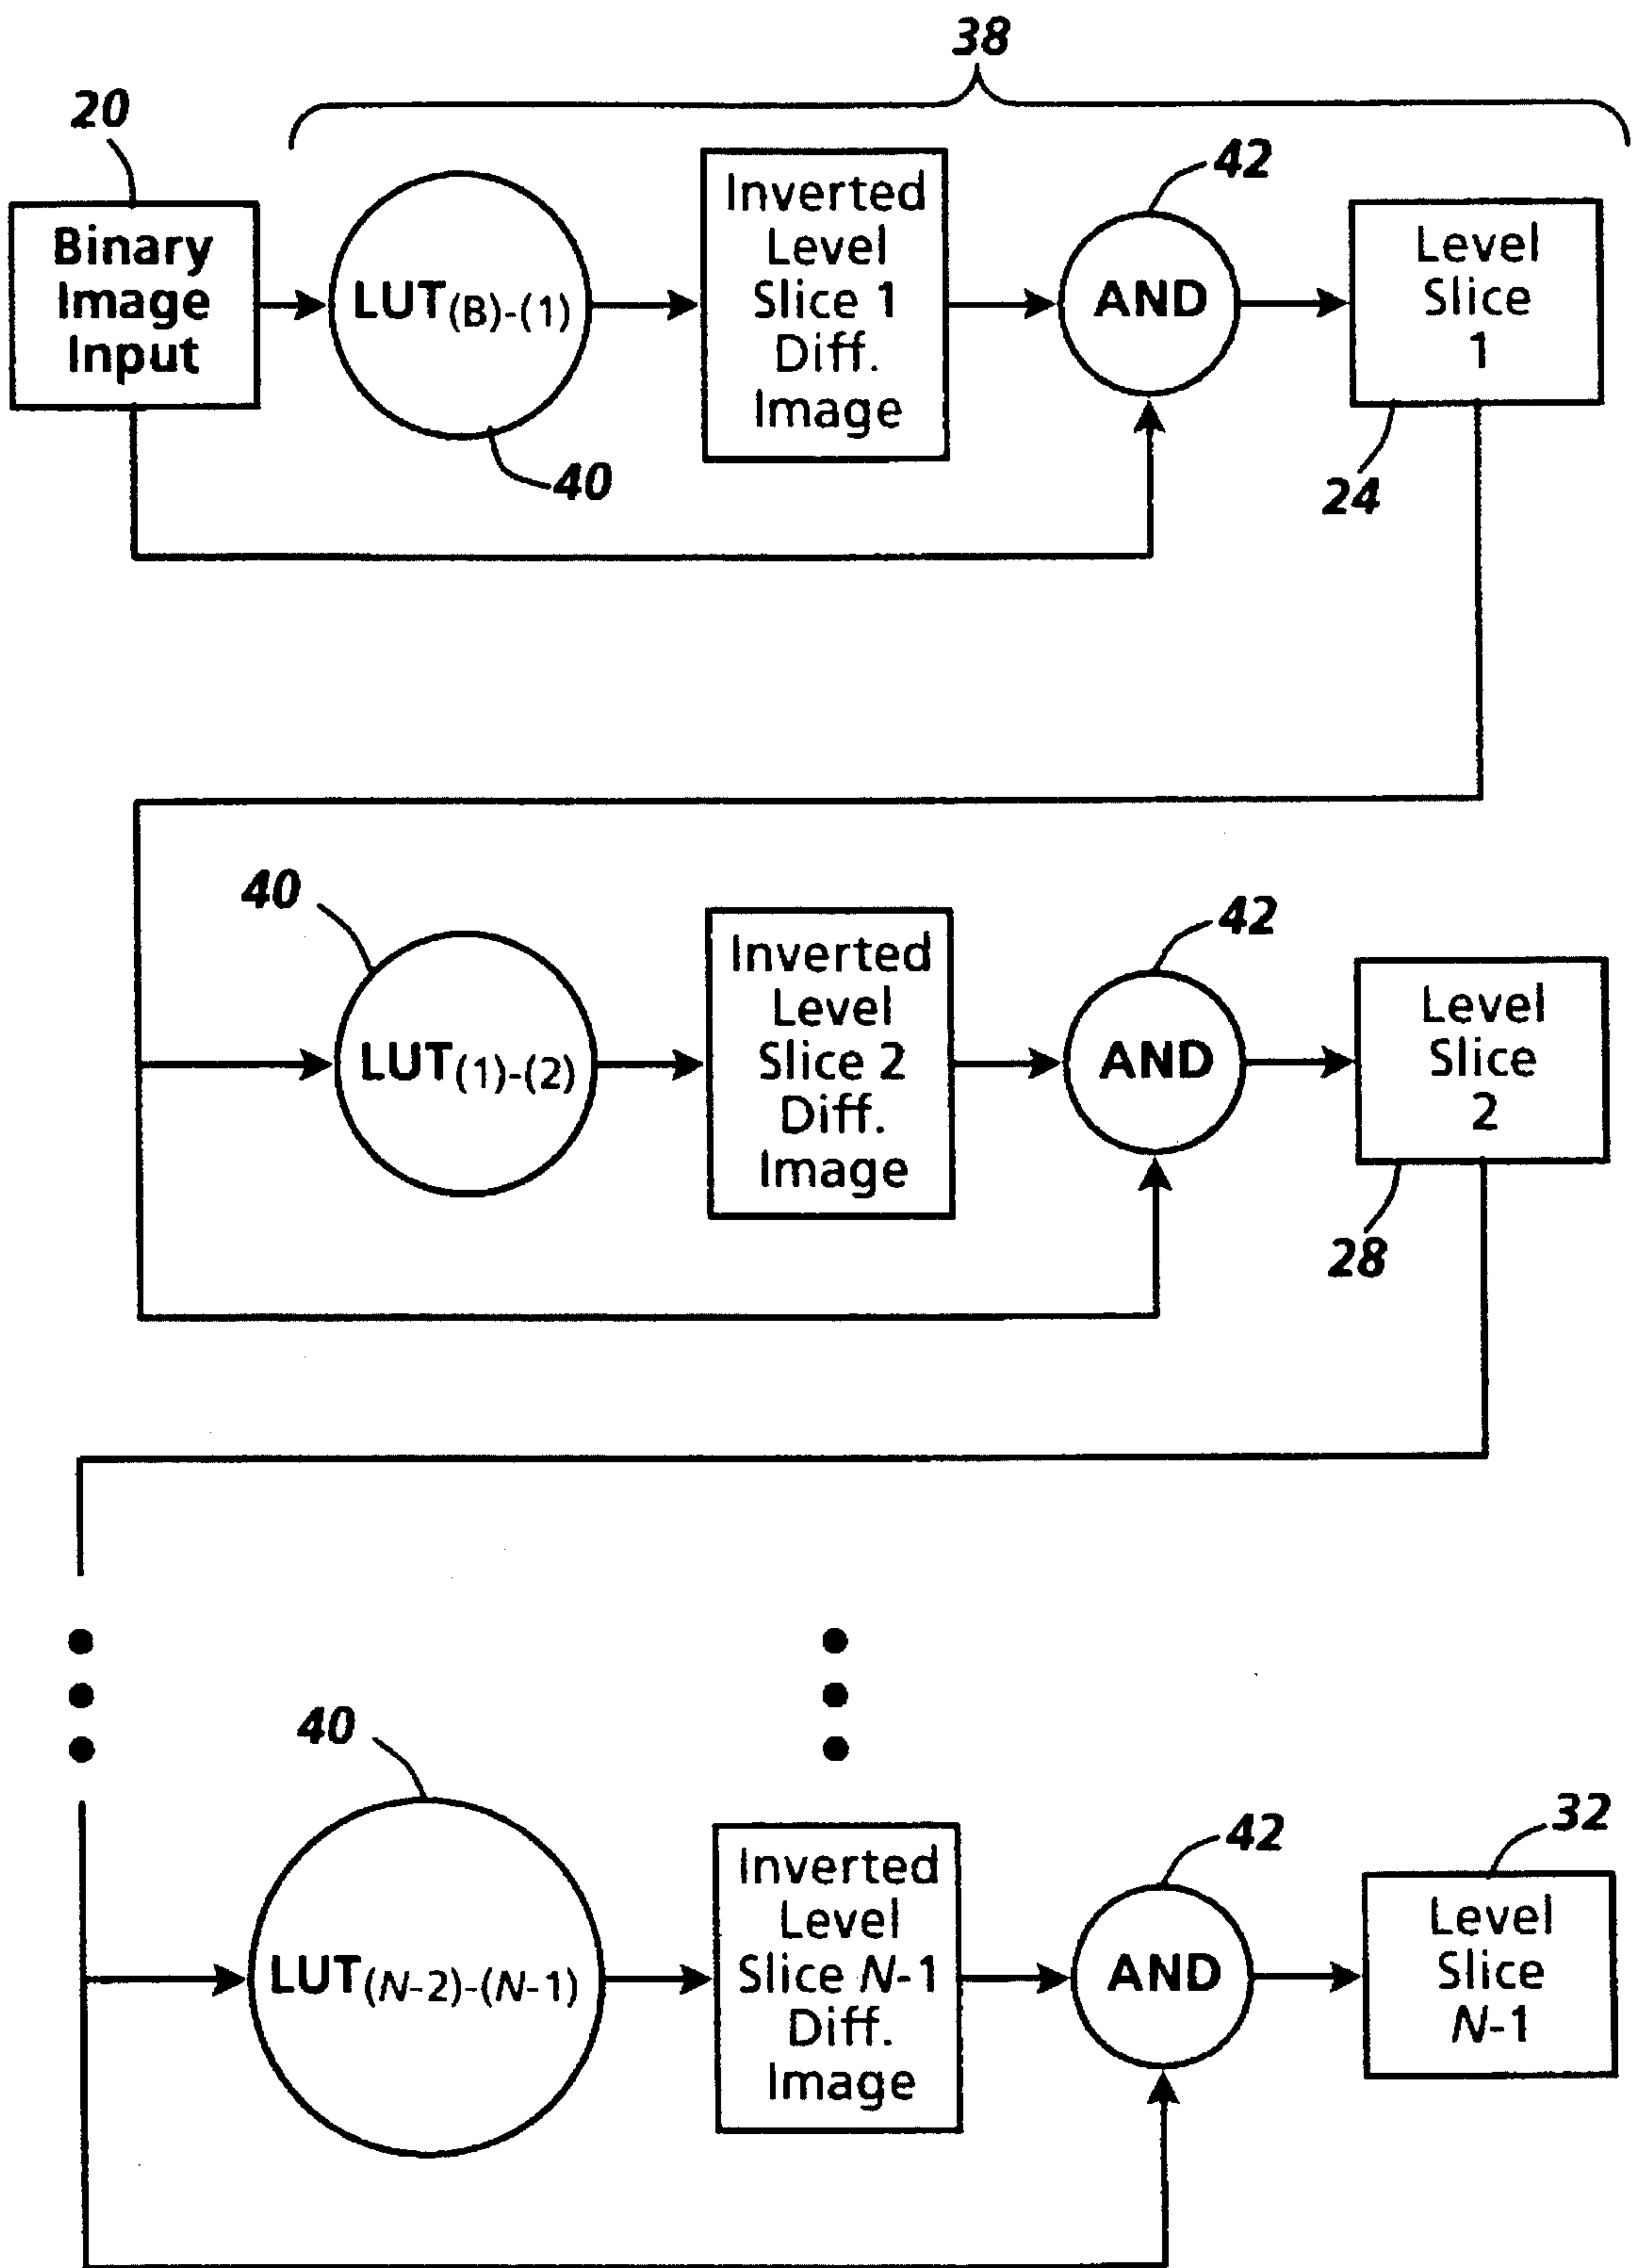 38
20
42
Binary
Image
Input
LUT(B)-(1)
Inverted
Level
Slice 1
Diff.
Image
AND
Level
Slice
1
40
24
40
42
LUT(1)-(2)
Inverted
Level
Slice 2
Diff.
Image
AND
Level
Slice
2
28
40
42
32
LUT(N-2)-(N-1)
Inverted
Level
Slice N-1
Diff.
Image
AND
Level
Slice
N-1